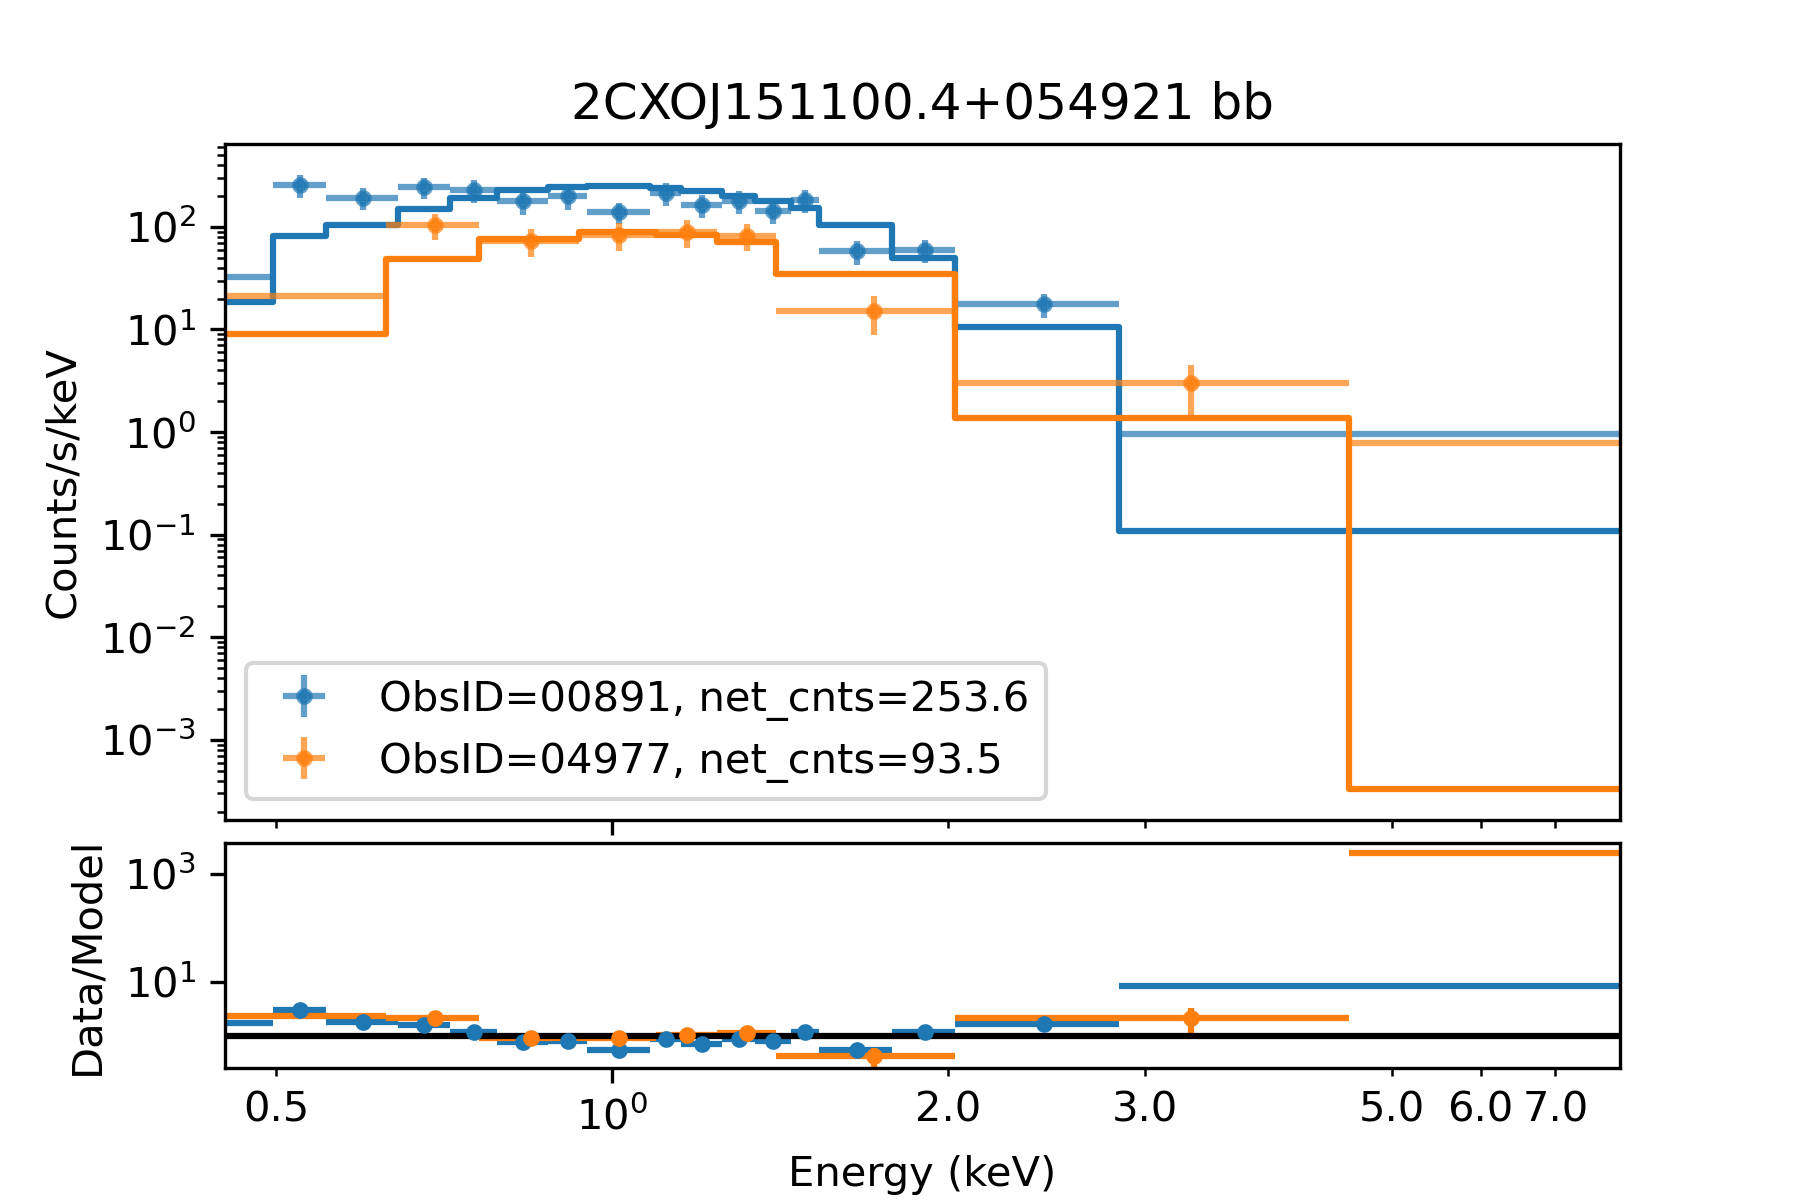 2CXOJ151100.4+054921 bb
Counts/s/keV
10²
10¹
10⁰
10⁻¹
10⁻²
10⁻³
ObsID=00891, net_cnts=253.6
ObsID=04977, net_cnts=93.5
Data/Model
10³
10¹
0.5 10⁰ 2.0 3.0 5.0 6.0 7.0
Energy (keV)